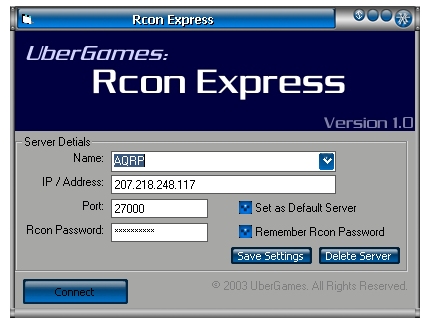 Rcon Express
UberGames:
Rcon Express
Version 1.0
Server Detials
Name: AQRP
IP / Address: 207.218.248.117
Port: 27000
Set as Default Server
Rcon Password: xxxxxxxxxx
Remember Rcon Password
Save Settings Delete Server
Connect
© 2003 UberGames. All Rights Reserved.